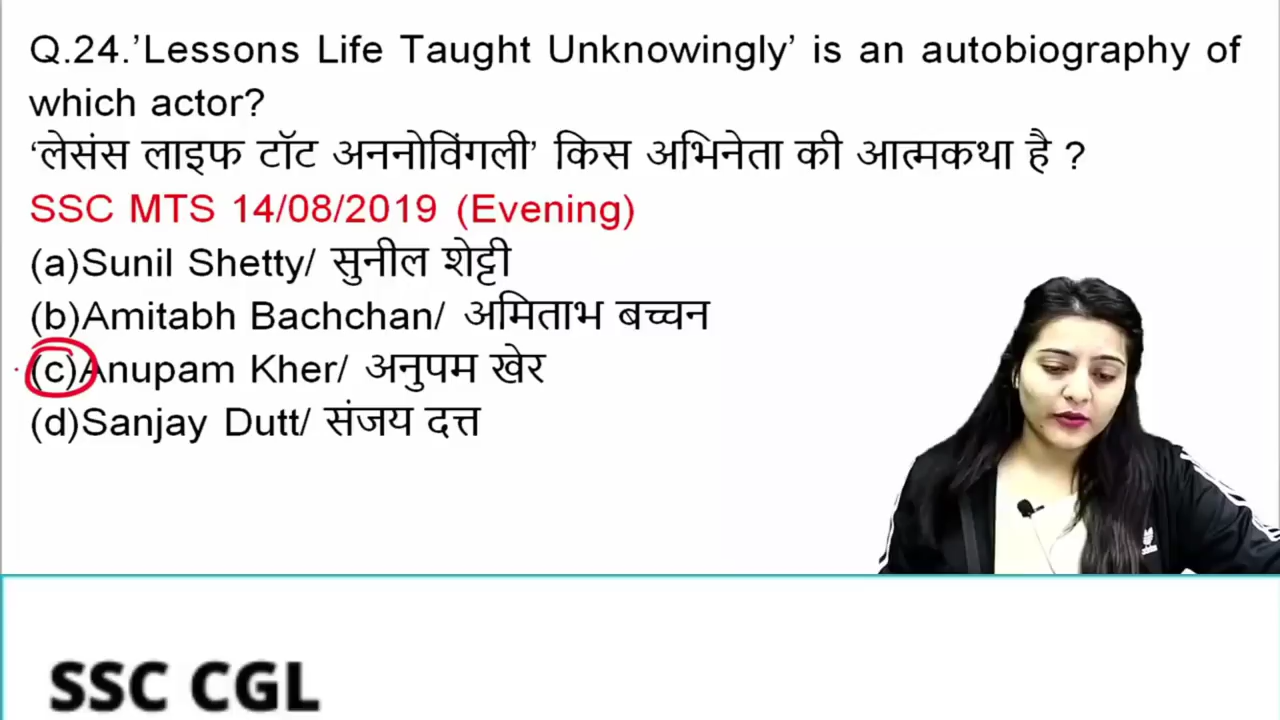 Q.24.’Lessons Life Taught Unknowingly’ is an autobiography of
which actor?
‘लेसंस लाइफ टॉट अननोविंगली’ किस अभिनेता की आत्मकथा है ?
SSC MTS 14/08/2019 (Evening)
(a)Sunil Shetty/ सुनील शेट्टी
(b)Amitabh Bachchan/ अमिताभ बच्चन
(c)Anupam Kher/ अनुपम खेर
(d)Sanjay Dutt/ संजय दत्त
SSC CGL